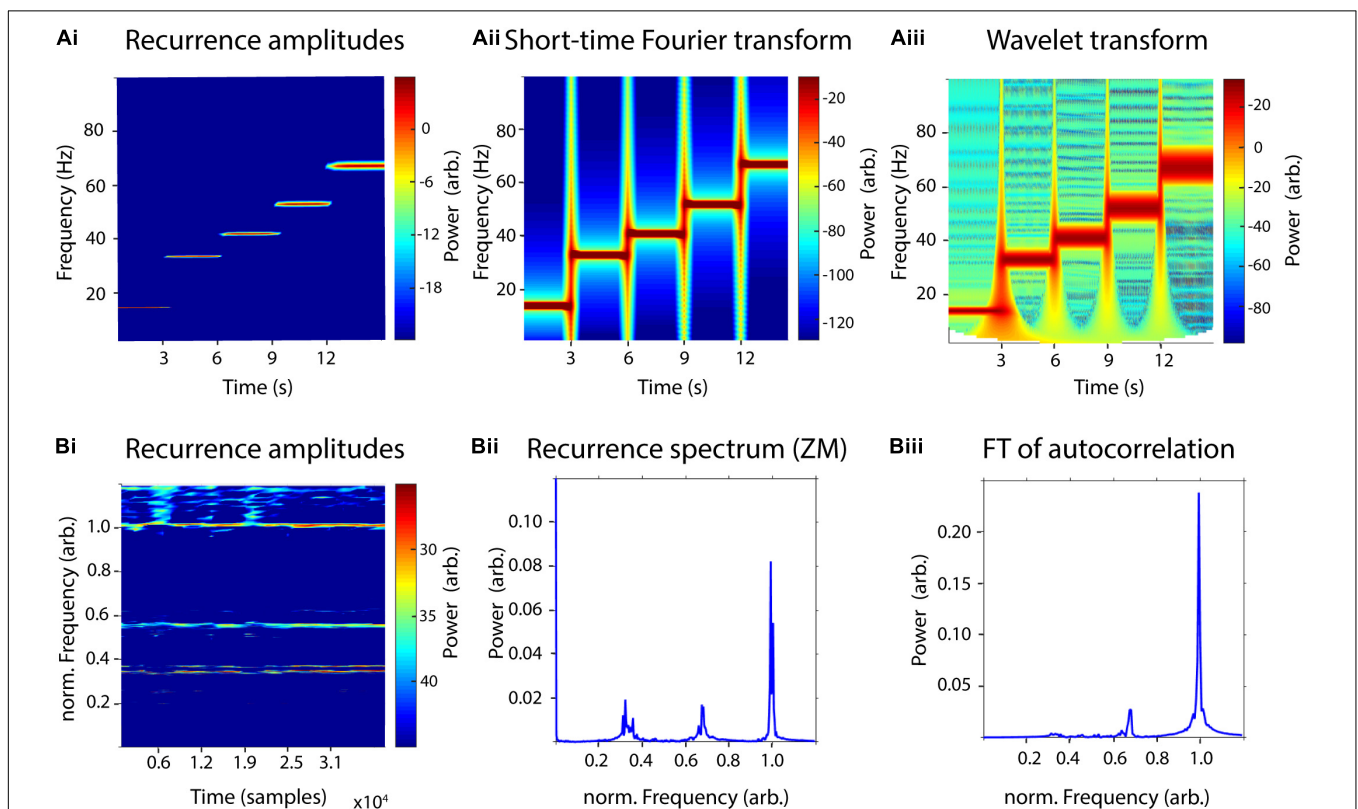 Ai Recurrence amplitudes
Frequency (Hz)
80
60
40
20
3 6 9 12
Time (s)
0
-6
-12
-18
Power (arb.)
Aii Short-time Fourier transform
Frequency (Hz)
80
60
40
20
3 6 9 12
Time (s)
-20
-40
-60
-80
-100
-120
Power (arb.)
Aiii Wavelet transform
Frequency (Hz)
80
60
40
20
3 6 9 12
Time (s)
-20
0
-20
-40
-60
-80
Power (arb.)
Bi Recurrence amplitudes
norm. Frequency (arb.)
1.0
0.8
0.6
0.4
0.2
0.6 1.2 1.9 2.5 3.1
Time (samples) x10⁴
30
35
40
Power (arb.)
Bii Recurrence spectrum (ZM)
Power (arb.)
0.10
0.08
0.06
0.04
0.02
0.2 0.4 0.6 0.8 1.0
norm. Frequency (arb.)
Biii FT of autocorrelation
Power (arb.)
0.20
0.15
0.10
0.05
0.2 0.4 0.6 0.8 1.0
norm. Frequency (arb.)